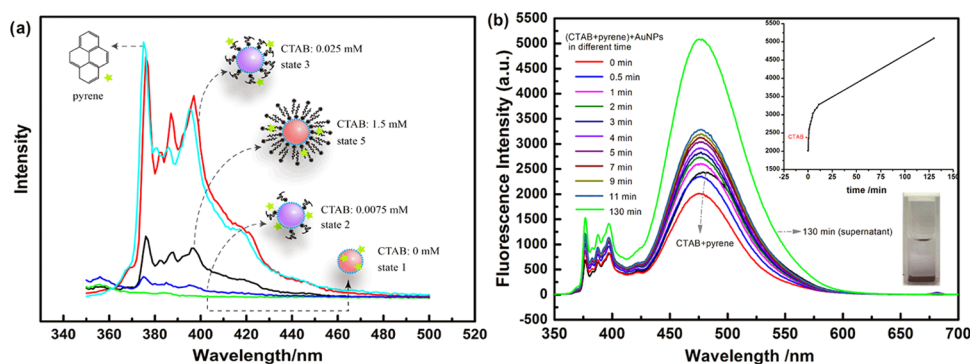 (a)
pyrene
CTAB: 0.025 mM
state 3
CTAB: 1.5 mM
state 5
CTAB: 0.0075 mM
state 2
CTAB: 0 mM
state 1
Intensity
340 360 380 400 420 440 460 480 500 520
Wavelength/nm
(b)
(CTAB+pyrene)+AuNPs
in different time
0 min
0.5 min
1 min
2 min
3 min
4 min
5 min
7 min
9 min
11 min
130 min
CTAB+pyrene
130 min (supernatant)
Fluorescence Intensity (a.u.)
5500
5000
4500
4000
3500
3000
2500
2000
1500
1000
500
0
350 400 450 500 550 600 650 700
Wavelength /nm
5500
5000
4500
4000
3500
3000
2500
2000
1500
CTAB
-25 0 25 50 75 100 125 150
time /min